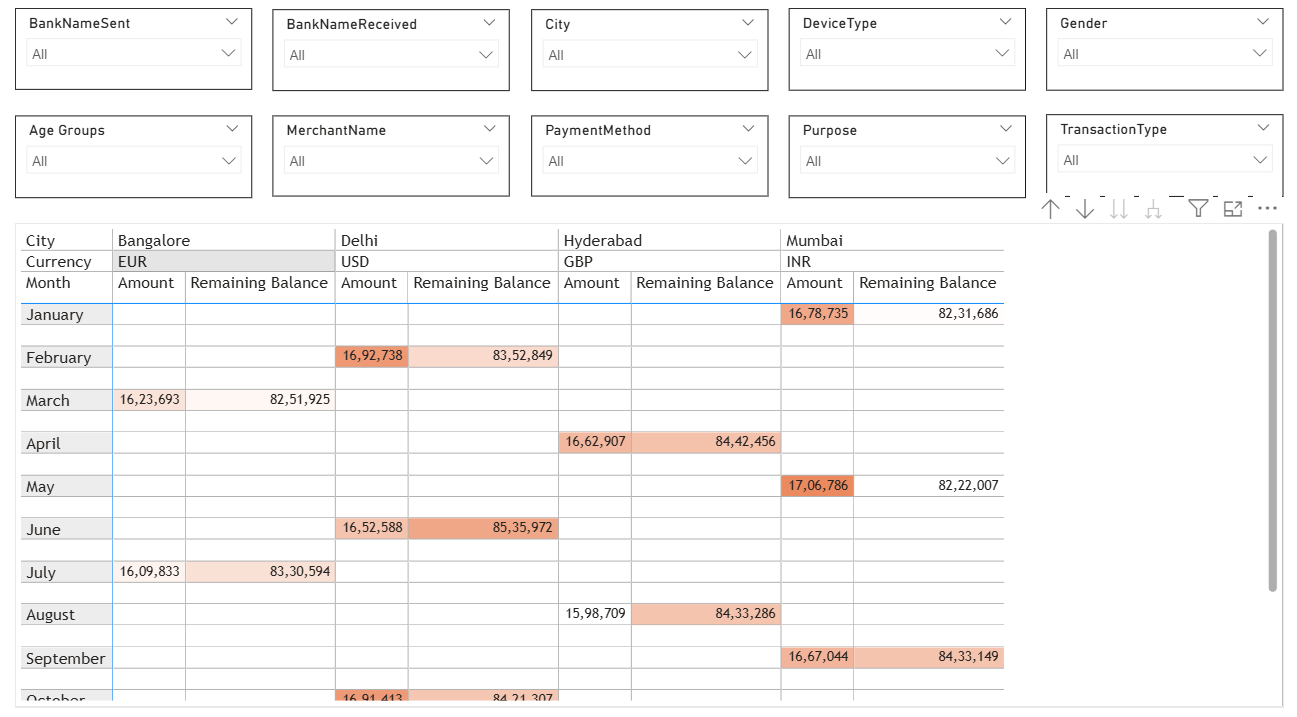 BankNameSent BankNameReceived City DeviceType Gender
All All All All All
Age Groups MerchantName PaymentMethod Purpose TransactionType
All All All All All
City Bangalore Delhi Hyderabad Mumbai
Currency EUR USD GBP INR
Month Amount Remaining Balance Amount Remaining Balance Amount Remaining Balance Amount Remaining Balance
January 16,78,735 82,31,686
February 16,92,738 83,52,849
March 16,23,693 82,51,925
April 16,62,907 84,42,456
May 17,06,786 82,22,007
June 16,52,588 85,35,972
July 16,09,833 83,30,594
August 15,98,709 84,33,286
September 16,67,044 84,33,149
October 16,91,413 84,21,307